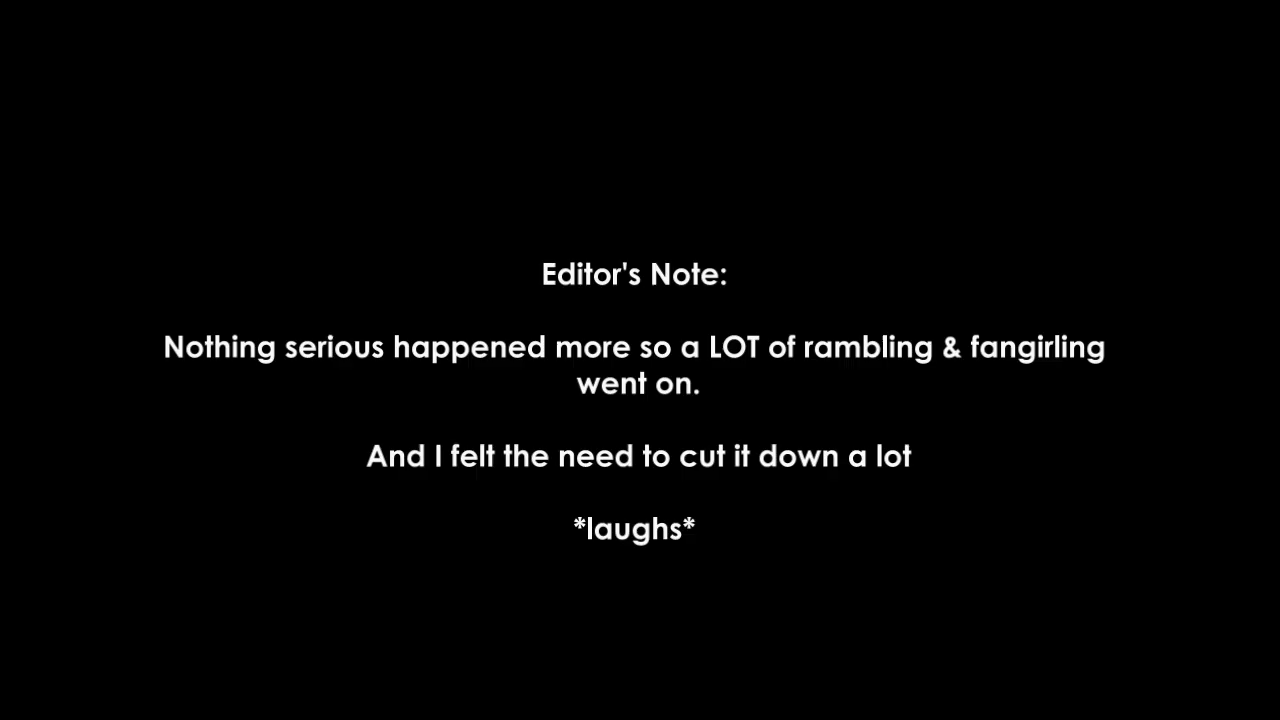 Editor's Note:
Nothing serious happened more so a LOT of rambling & fangirling
went on.
And I felt the need to cut it down a lot
*laughs*